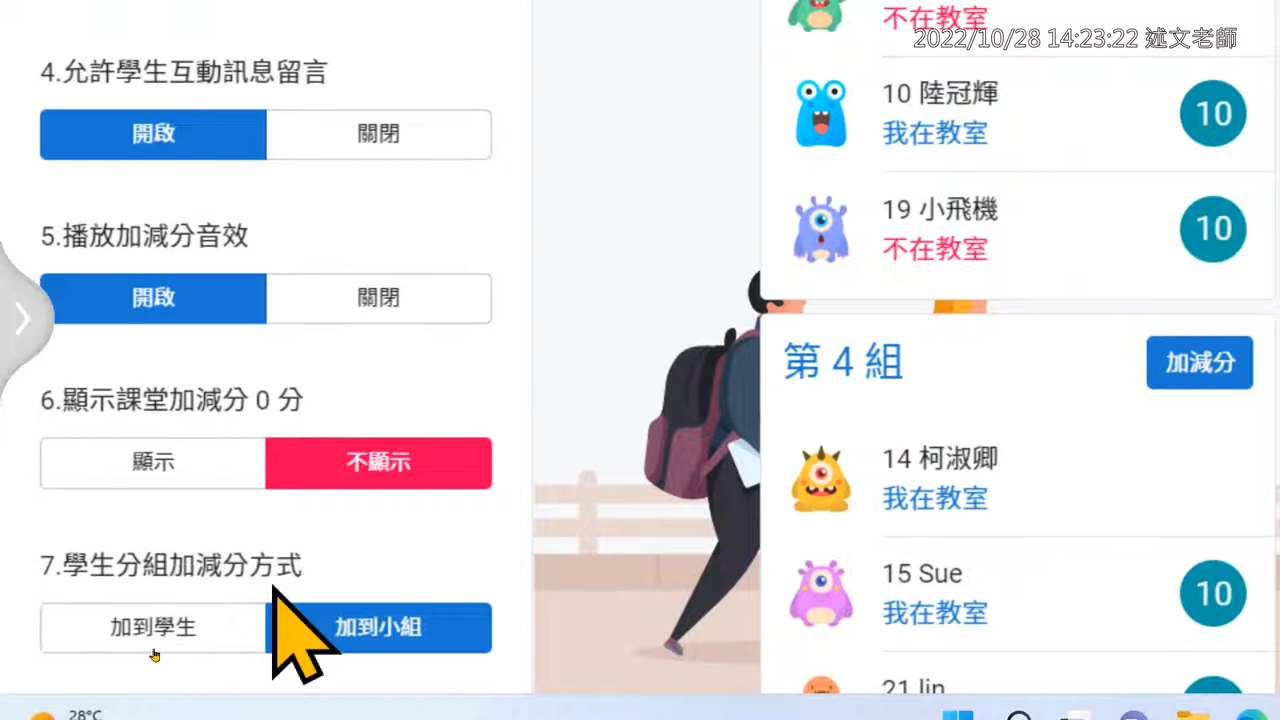 4.允許學生互動訊息留言
開啟
關閉
5.播放加減分音效
開啟
關閉
6.顯示課堂加減分 0 分
顯示
不顯示
7.學生分組加減分方式
加到學生
加到小組
不在教室
2022/10/28 14:23:22 述文老師
10 陸冠輝
我在教室
10
19 小飛機
不在教室
10
第 4 組
加減分
14 柯淑卿
我在教室
15 Sue
我在教室
10
21 lin
28°C